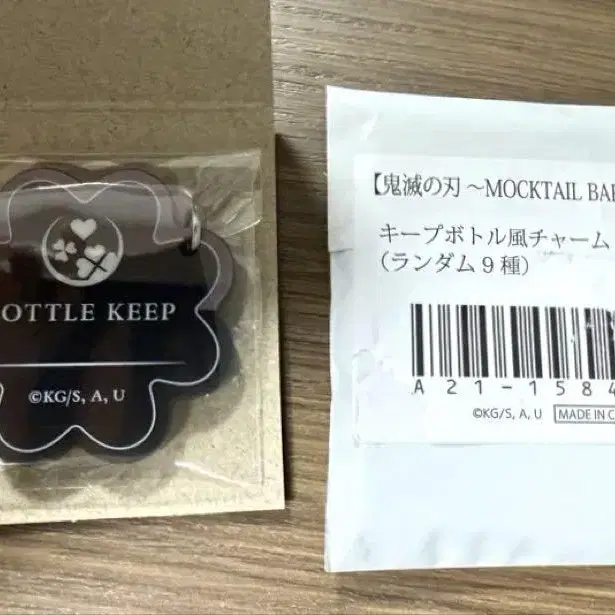 OTTLE KEEP
©KG/S, A, U
【鬼滅の刃 ～MOCKTAIL BAR
キープボトル風チャーム
（ランダム9種）
A21-1584
©KG/S, A, U MADE IN C